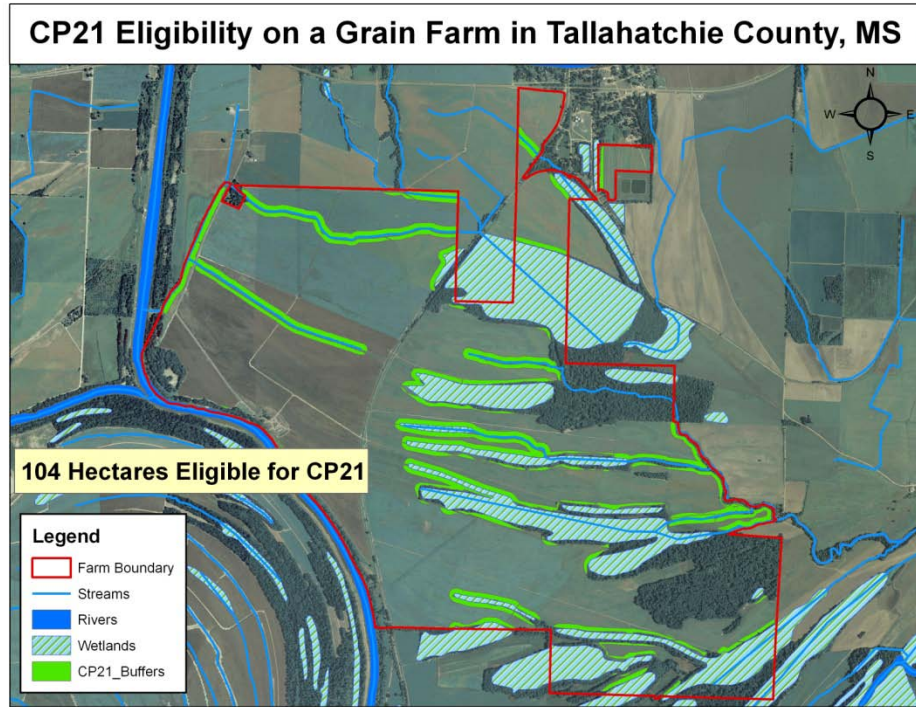 CP21 Eligibility on a Grain Farm in Tallahatchie County, MS
N
W E
S
104 Hectares Eligible for CP21
Legend
Farm Boundary
Streams
Rivers
Wetlands
CP21_Buffers